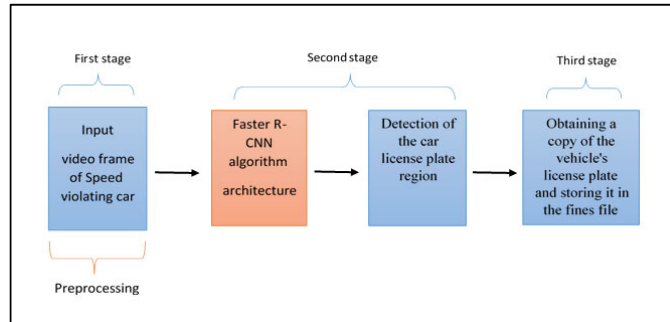 First stage
Second stage
Third stage
Input
video frame
of Speed
violating car
Faster R-
CNN
algorithm
architecture
Detection of
the car
license plate
region
Obtaining a
copy of the
vehicle's
license plate
and storing it in
the fines file
Preprocessing